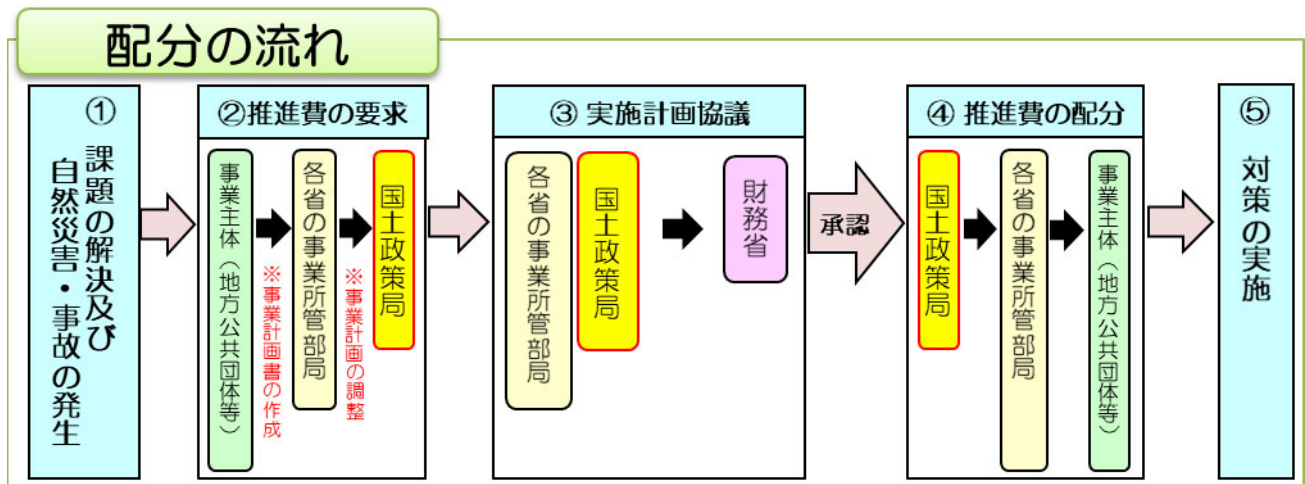 配分の流れ
①
課題の解決及び
自然災害・事故の発生
②推進費の要求
事業主体（地方公共団体等）
※事業計画書の作成
各省の事業所管部局
※事業計画の調整
国土政策局
③ 実施計画協議
各省の事業所管部局
国土政策局
財務省
承認
④ 推進費の配分
国土政策局
各省の事業所管部局
事業主体（地方公共団体等）
⑤
対策の実施